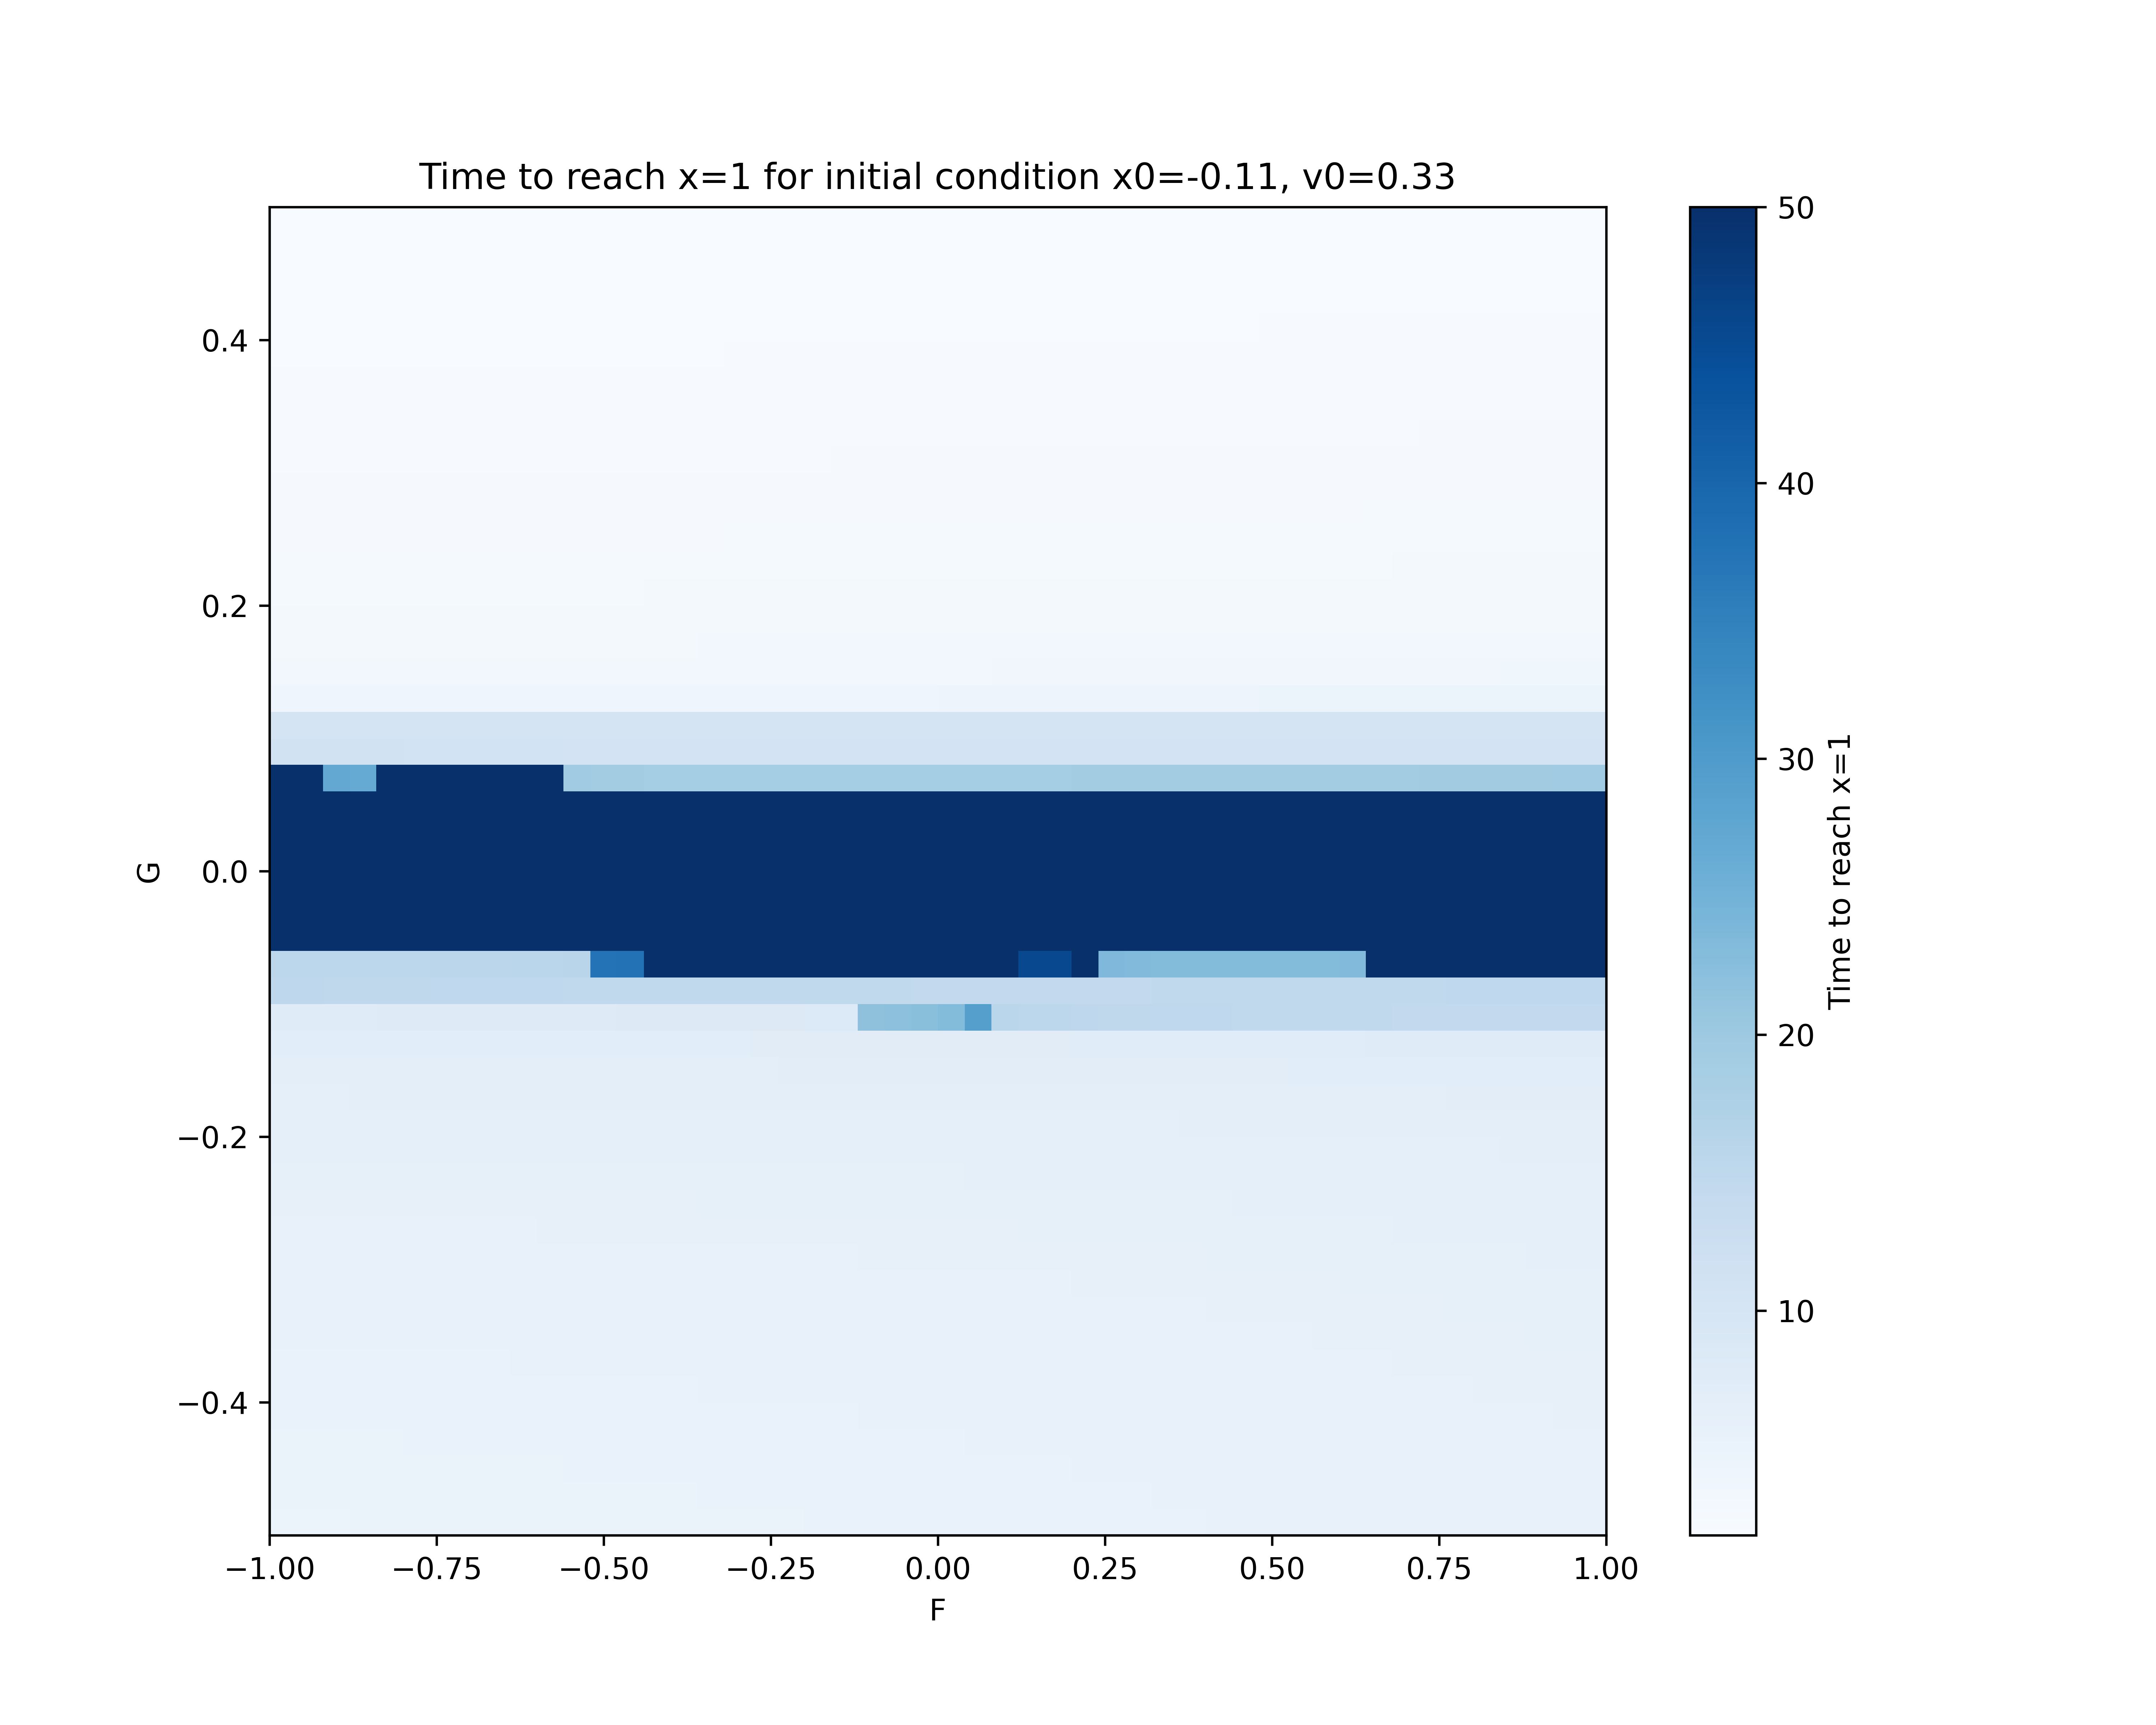 Time to reach x=1 for initial condition x0=-0.11, v0=0.33
G
0.4
0.2
0.0
−0.2
−0.4
−1.00 −0.75 −0.50 −0.25 0.00 0.25 0.50 0.75 1.00
F
50
40
30
20
10
Time to reach x=1